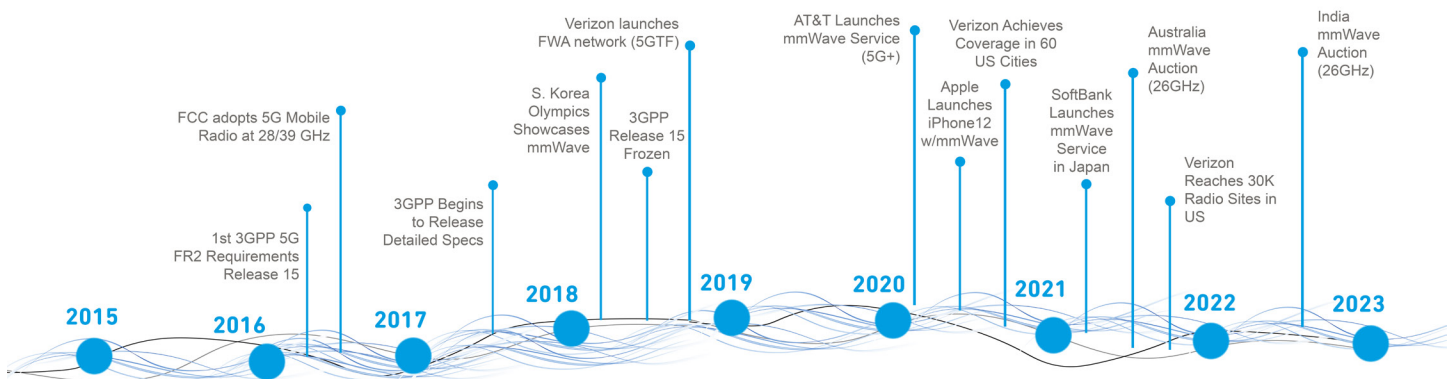 FCC adopts 5G Mobile
Radio at 28/39 GHz
1st 3GPP 5G
FR2 Requirements
Release 15
3GPP Begins
to Release
Detailed Specs
S. Korea
Olympics
Showcases
mmWave
Verizon launches
FWA network (5GTF)
3GPP
Release 15
Frozen
AT&T Launches
mmWave Service
(5G+)
Apple
Launches
iPhone12
w/mmWave
Verizon Achieves
Coverage in 60
US Cities
SoftBank
Launches
mmWave
Service
in Japan
Australia
mmWave
Auction
(26GHz)
Verizon
Reaches 30K
Radio Sites in
US
India
mmWave
Auction
(26GHz)
2015
2016
2017
2018
2019
2020
2021
2022
2023